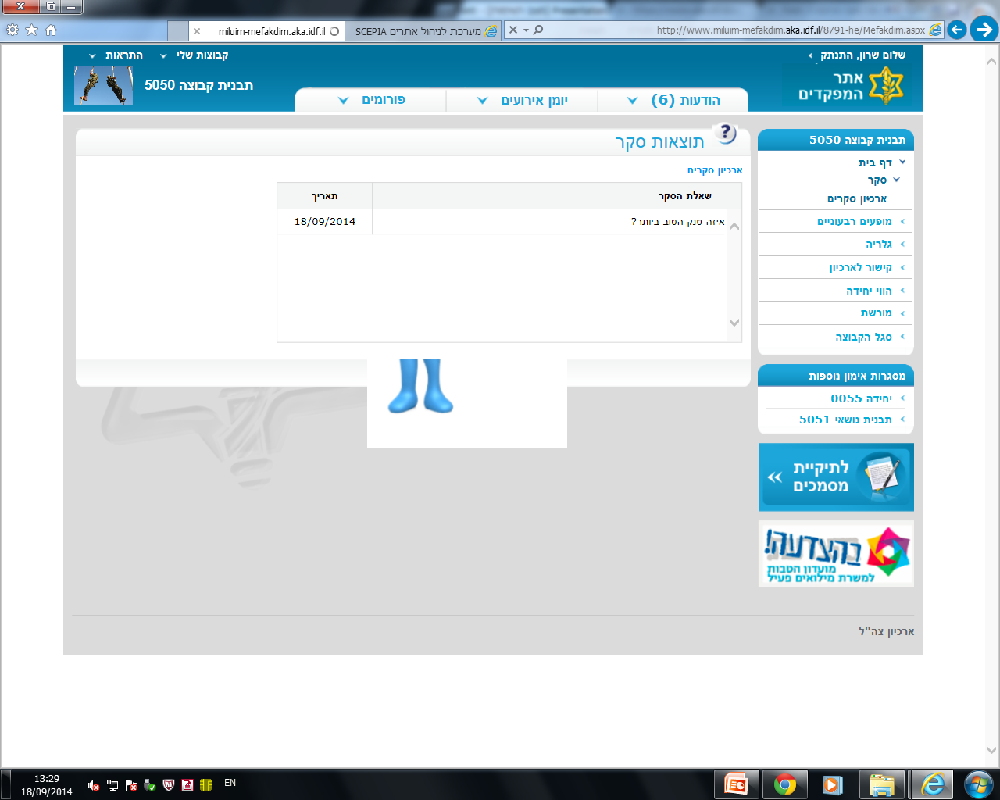 miluim-mefakdim.aka.idf.il
מערכת לניהול אתרים SCEPIA
http://www.miluim-mefakdim.aka.idf.il/8791-he/Mefakdim.aspx
שלום שרון, התנתק
קבוצות שלי
התראות
אתר
המפקדים
תבנית קבוצה 5050
הודעות (6)
יומן אירועים
פורומים
תבנית קבוצה 5050
דף בית
סקר
ארכיון סקרים
מופעים רבעוניים
גלריה
קישור לארכיון
הווי יחידה
מורשת
סגל הקבוצה
תוצאות סקר
ארכיון סקרים
שאלת הסקר
תאריך
איזה טנק הטוב ביותר?
18/09/2014
מסגרות אימון נוספות
יחידה 0055
תבנית נושאי 5051
לתיקיית
מסמכים
בהצדעה!
מועדון הטבות
למשרת מילואים פעיל
ארכיון צה"ל
EN
13:29
18/09/2014